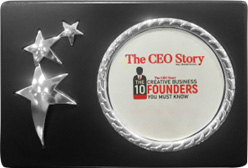 The CEO Story
The CEO Story
THE 10
CREATIVE BUSINESS
FOUNDERS
YOU MUST KNOW